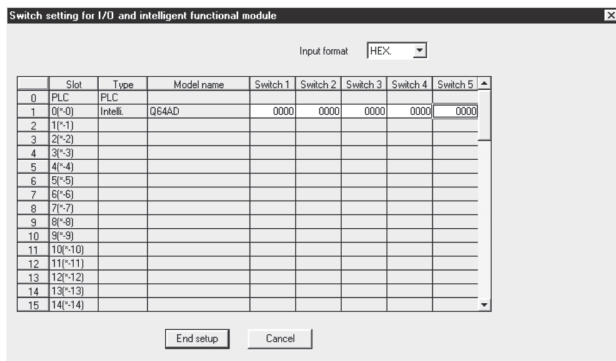 Switch setting for I/O and intelligent functional module
Input format HEX.
Slot Type Model name Switch 1 Switch 2 Switch 3 Switch 4 Switch 5
0 PLC PLC
1 0(*-0) Intelli. Q64AD 0000 0000 0000 0000 0000
2 1(*-1)
3 2(*-2)
4 3(*-3)
5 4(*-4)
6 5(*-5)
7 6(*-6)
8 7(*-7)
9 8(*-8)
10 9(*-9)
11 10(*-10)
12 11(*-11)
13 12(*-12)
14 13(*-13)
15 14(*-14)
End setup Cancel